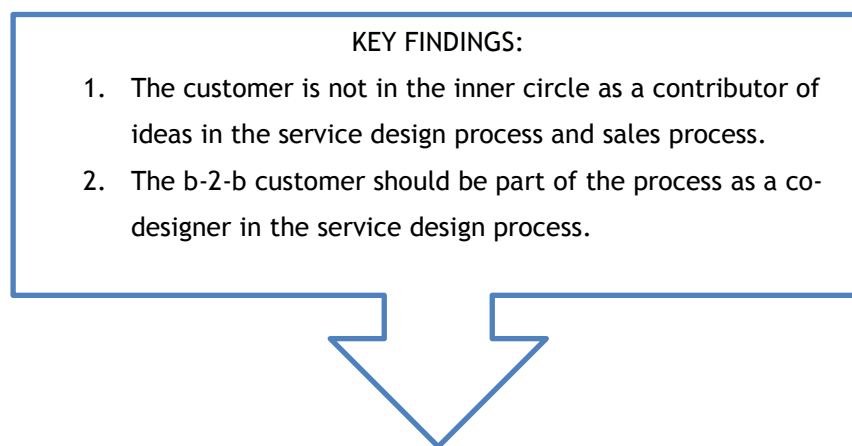 KEY FINDINGS:
1. The customer is not in the inner circle as a contributor of
ideas in the service design process and sales process.
2. The b-2-b customer should be part of the process as a co-
designer in the service design process.